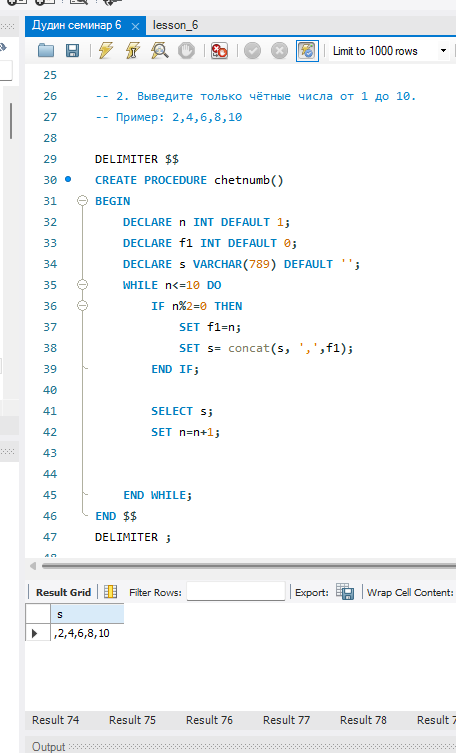 Дудин семинар 6 lesson_6
Limit to 1000 rows
25
26 -- 2. Выведите только чётные числа от 1 до 10.
27 -- Пример: 2,4,6,8,10
28
29 DELIMITER $$
30 CREATE PROCEDURE chetnumb()
31 BEGIN
32 DECLARE n INT DEFAULT 1;
33 DECLARE f1 INT DEFAULT 0;
34 DECLARE s VARCHAR(789) DEFAULT '';
35 WHILE n<=10 DO
36 IF n%2=0 THEN
37 SET f1=n;
38 SET s= concat(s, ',',f1);
39 END IF;
40
41 SELECT s;
42 SET n=n+1;
43
44
45 END WHILE;
46 END $$
47 DELIMITER ;
Result Grid Filter Rows: Export: Wrap Cell Content:
s
,2,4,6,8,10
Result 74 Result 75 Result 76 Result 77 Result 78 Result 7
Output